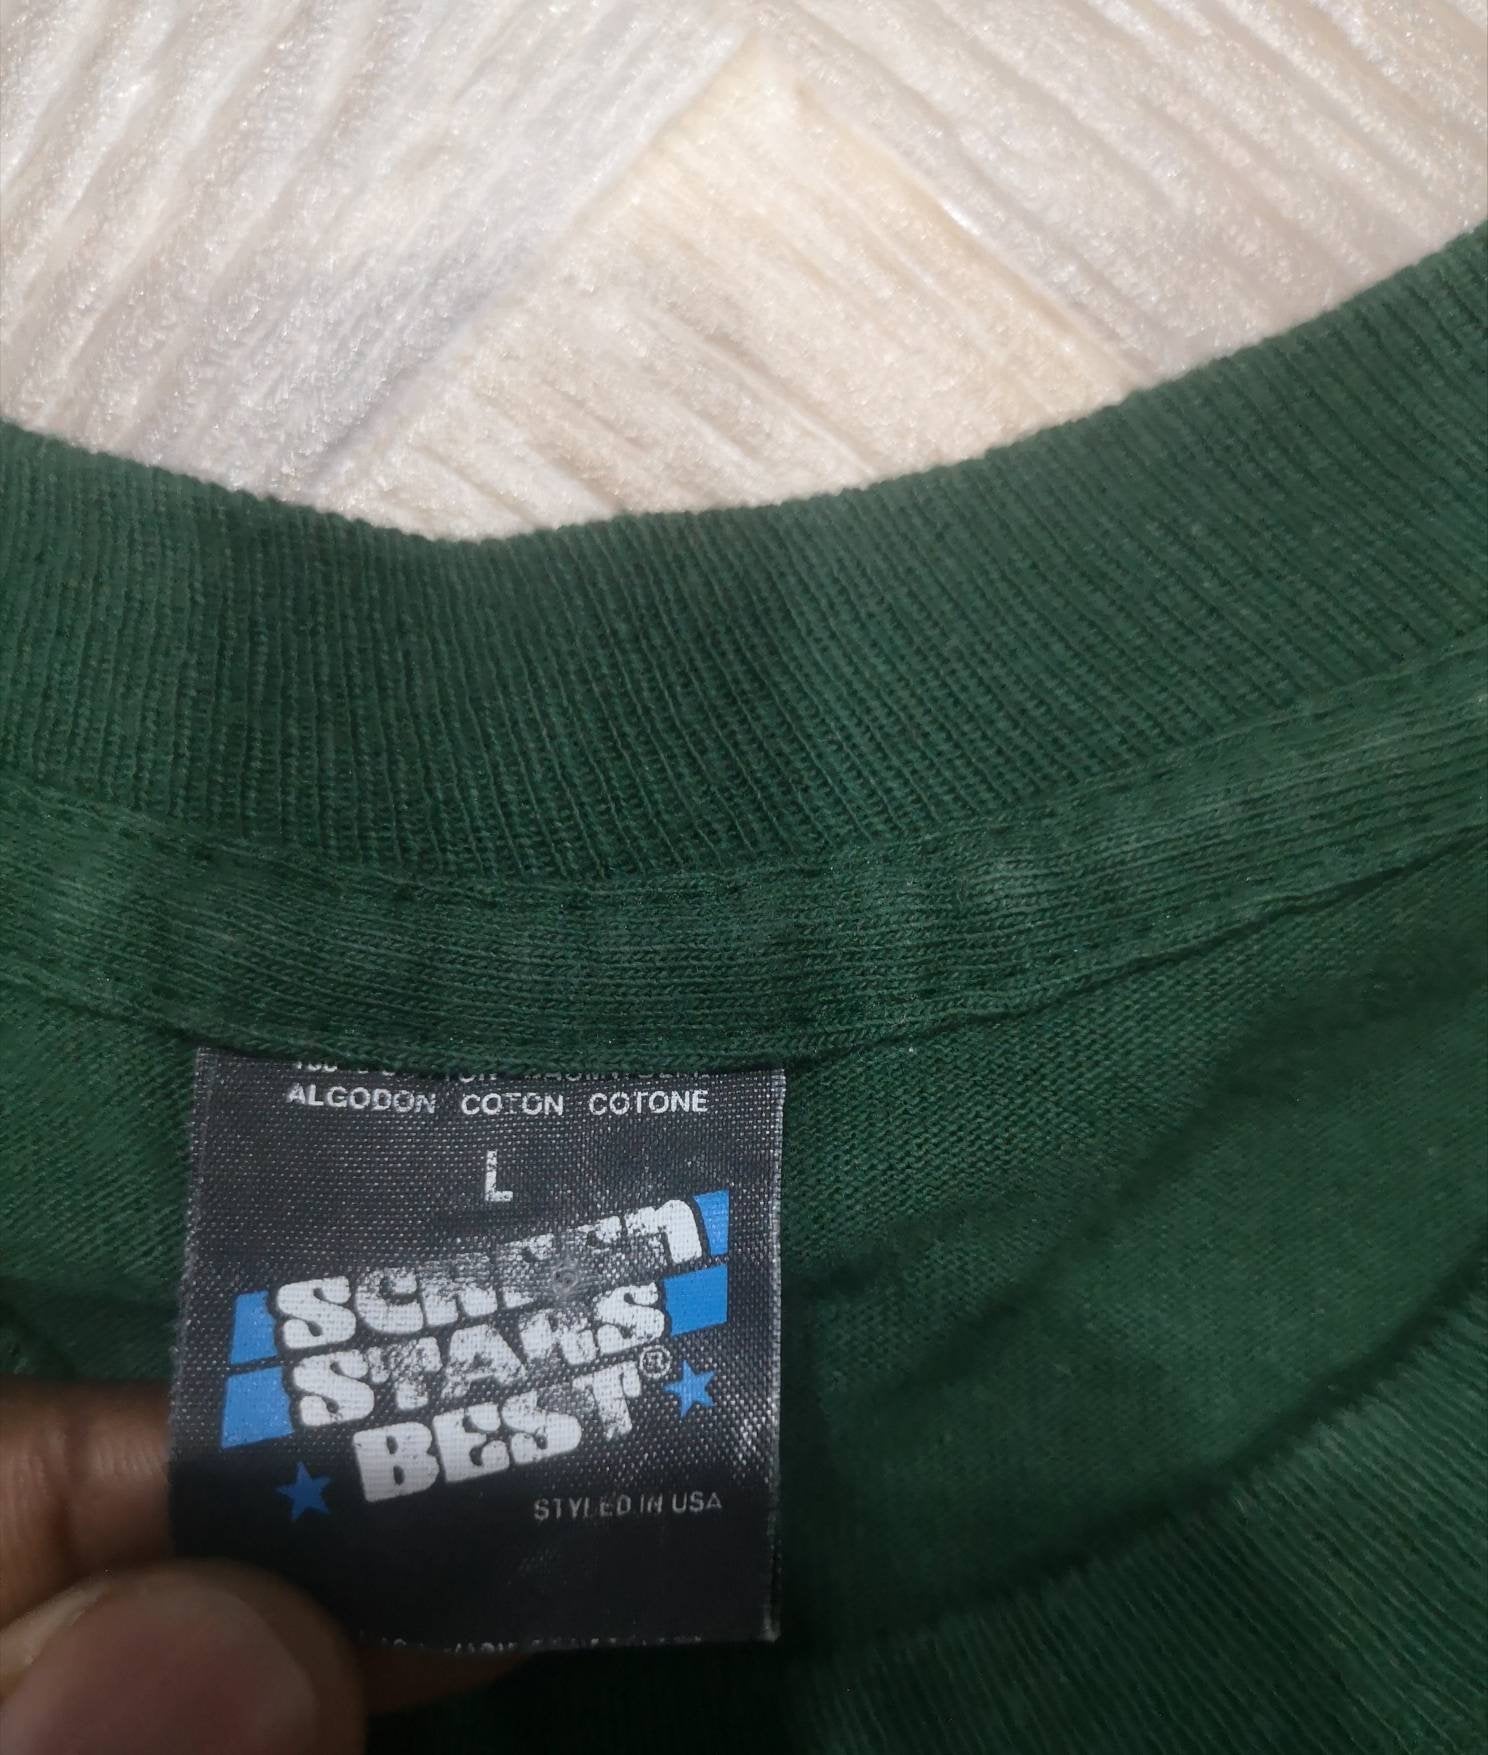 ALGODON COTON COTONE
L
SCREEN
STARS
BEST®
STYLED IN USA